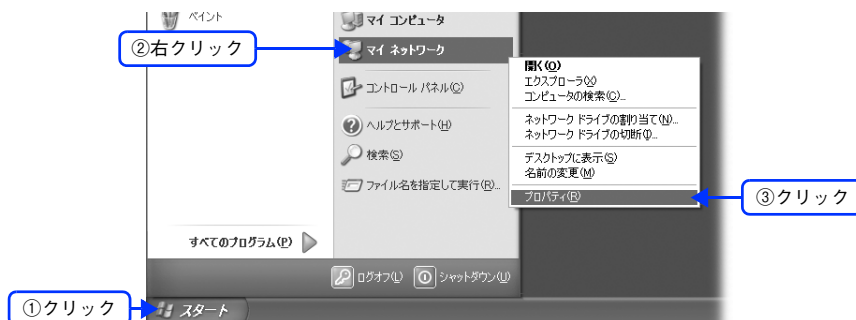 ペイント
マイ コンピュータ
②右クリック
マイ ネットワーク
コントロール パネル(C)
ヘルプとサポート(H)
検索(S)
ファイル名を指定して実行(R)...
開く(O)
エクスプローラ(X)
コンピュータの検索(C)...
ネットワーク ドライブの割り当て(N)...
ネットワーク ドライブの切断(I)...
デスクトップに表示(S)
名前の変更(M)
プロパティ(R)
③クリック
すべてのプログラム(P)
ログオフ(L)
シャットダウン(U)
①クリック
スタート